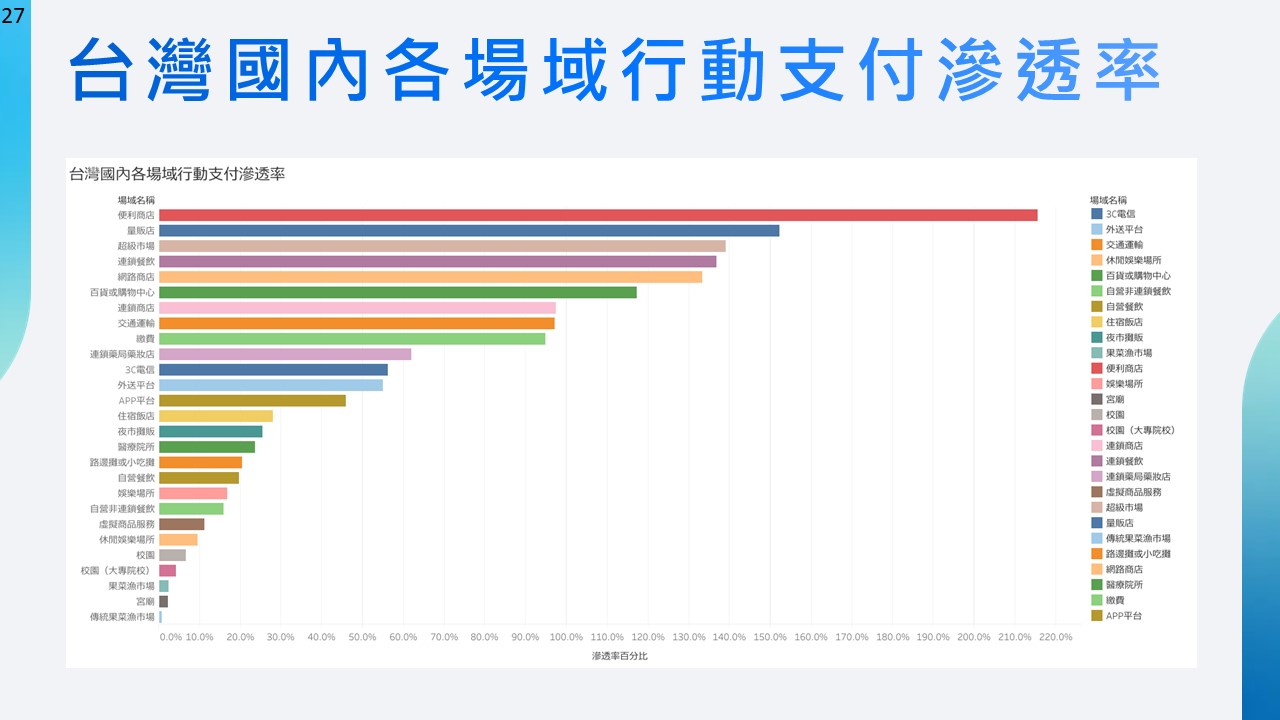 27
台灣國內各場域行動支付滲透率
台灣國內各場域行動支付滲透率
場域名稱
便利商店
量販店
超級市場
連鎖餐飲
網路商店
百貨或購物中心
連鎖商店
交通運輸
繳費
連鎖藥局藥妝店
3C電信
外送平台
APP平台
住宿飯店
夜市攤販
醫療院所
路邊攤或小吃攤
自營餐飲
娛樂場所
自營非連鎖餐飲
虛擬商品服務
休閒娛樂場所
校園
校園（大專院校）
果菜漁市場
宮廟
傳統果菜漁市場
0.0% 10.0% 20.0% 30.0% 40.0% 50.0% 60.0% 70.0% 80.0% 90.0% 100.0% 110.0% 120.0% 130.0% 140.0% 150.0% 160.0% 170.0% 180.0% 190.0% 200.0% 210.0% 220.0%
滲透率百分比
場域名稱
3C電信
外送平台
交通運輸
休閒娛樂場所
百貨或購物中心
自營非連鎖餐飲
自營餐飲
住宿飯店
夜市攤販
果菜漁市場
便利商店
娛樂場所
宮廟
校園
校園（大專院校）
連鎖商店
連鎖餐飲
連鎖藥局藥妝店
虛擬商品服務
超級市場
量販店
傳統果菜漁市場
路邊攤或小吃攤
網路商店
醫療院所
繳費
APP平台